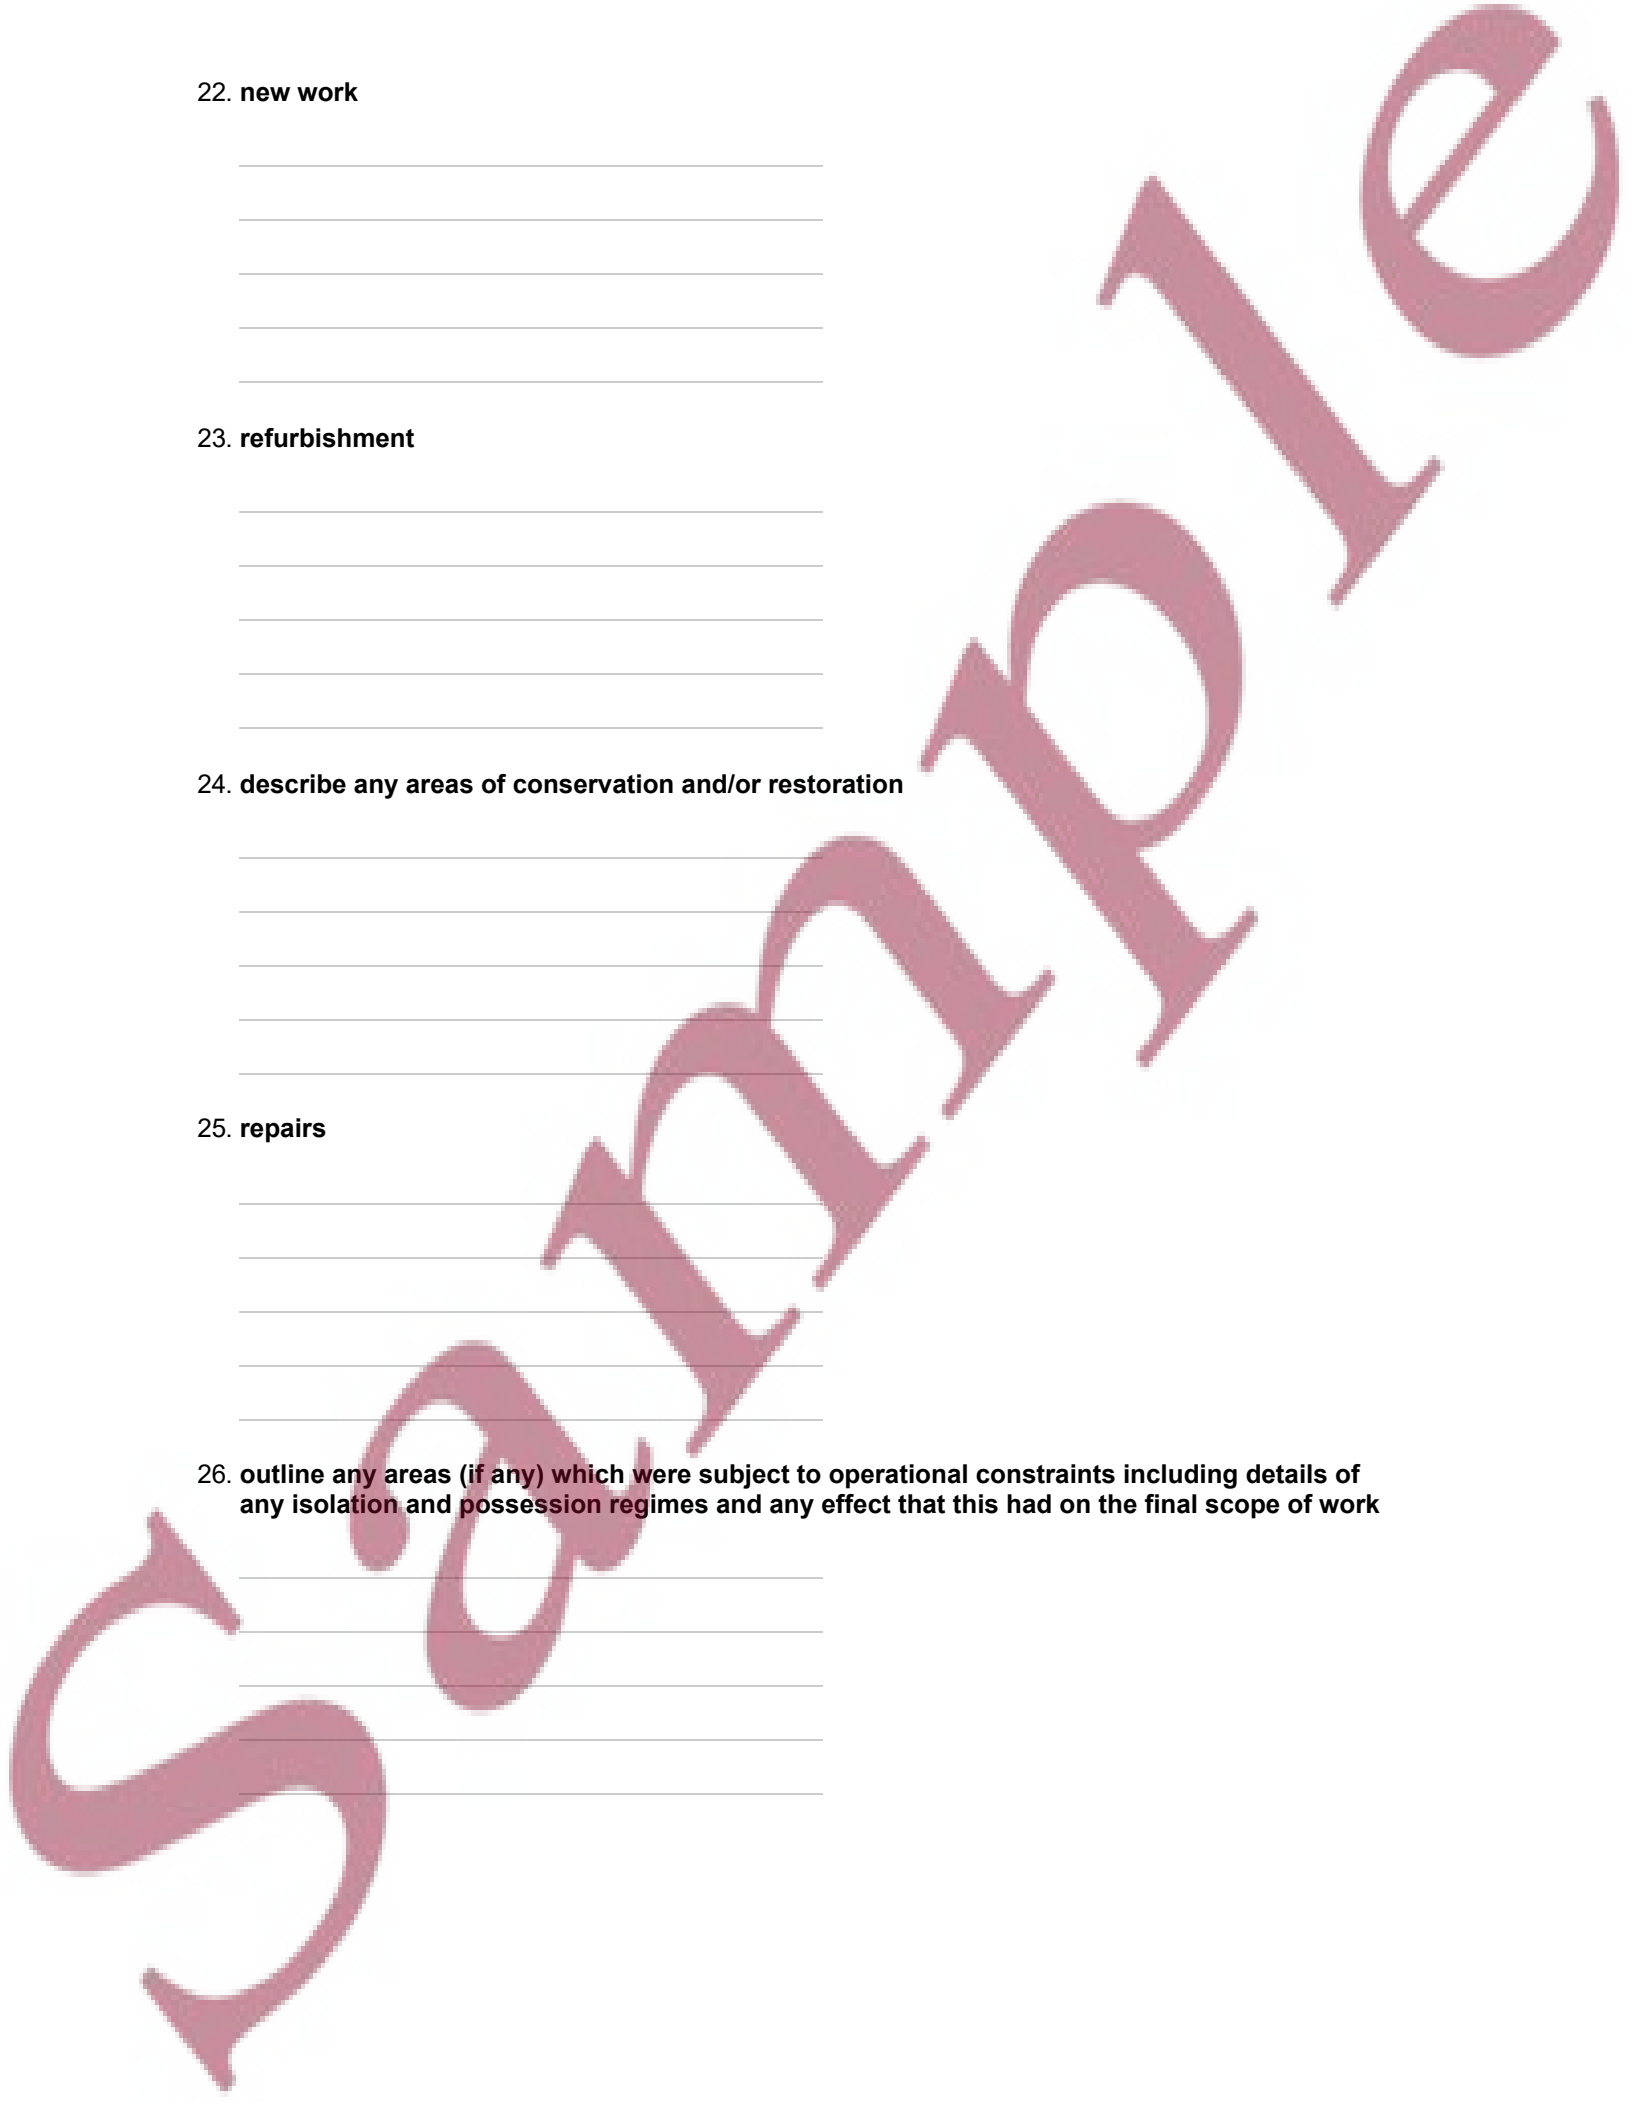 22. new work
23. refurbishment
24. describe any areas of conservation and/or restoration
25. repairs
26. outline any areas (if any) which were subject to operational constraints including details of
any isolation and possession regimes and any effect that this had on the final scope of work
Sample